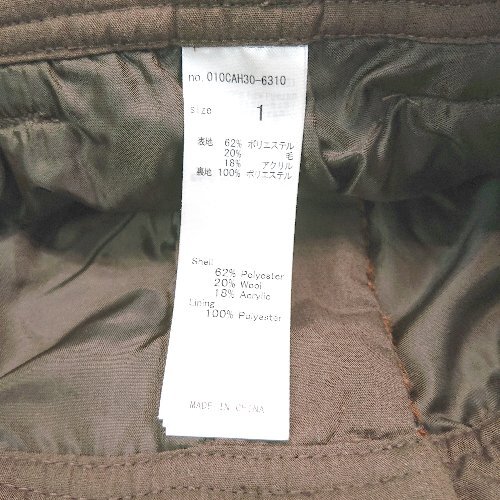 no. 010CAH30-6310
size 1
表地 62% ポリエステル
20% 毛
18% アクリル
裏地 100% ポリエステル
Shell
62% Polyester
20% Wool
18% Acrylic
Lining
100% Polyester
MADE IN CHINA